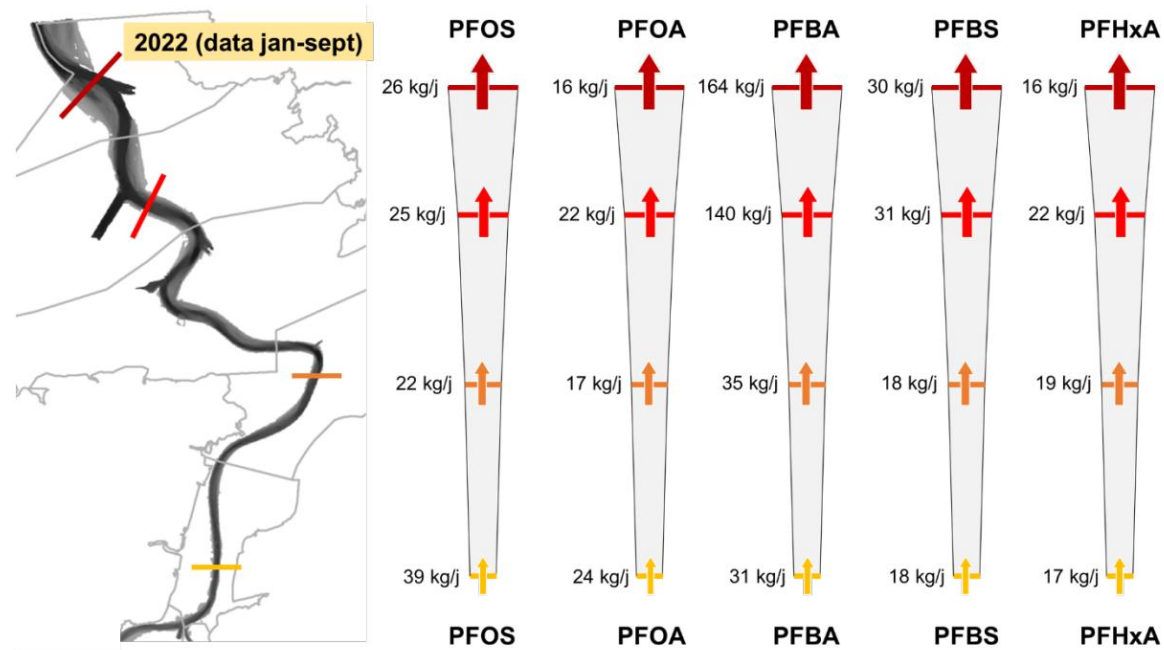 2022 (data jan-sept)
PFOS PFOA PFBA PFBS PFHxA
26 kg/j 16 kg/j 164 kg/j 30 kg/j 16 kg/j
25 kg/j 22 kg/j 140 kg/j 31 kg/j 22 kg/j
22 kg/j 17 kg/j 35 kg/j 18 kg/j 19 kg/j
39 kg/j 24 kg/j 31 kg/j 18 kg/j 17 kg/j
PFOS PFOA PFBA PFBS PFHxA